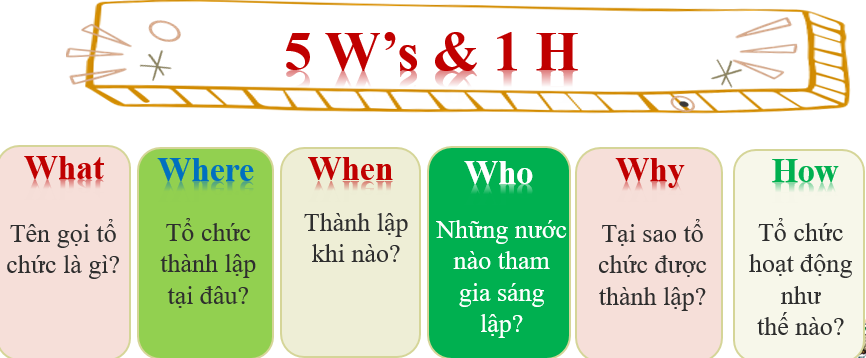 5 W's & 1 H
What
Tên gọi tổ
chức là gì?
Where
Tổ chức
thành lập
tại đâu?
When
Thành lập
khi nào?
Who
Những nước
nào tham
gia sáng
lập?
Why
Tại sao tổ
chức được
thành lập?
How
Tổ chức
hoạt động
như
thế nào?